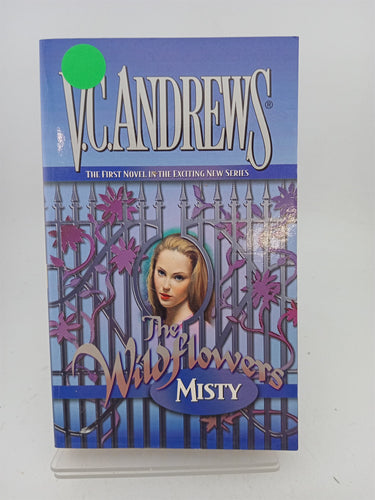 V.C. ANDREWS®
THE FIRST NOVEL IN THE EXCITING NEW SERIES
The
Wildflowers
MISTY